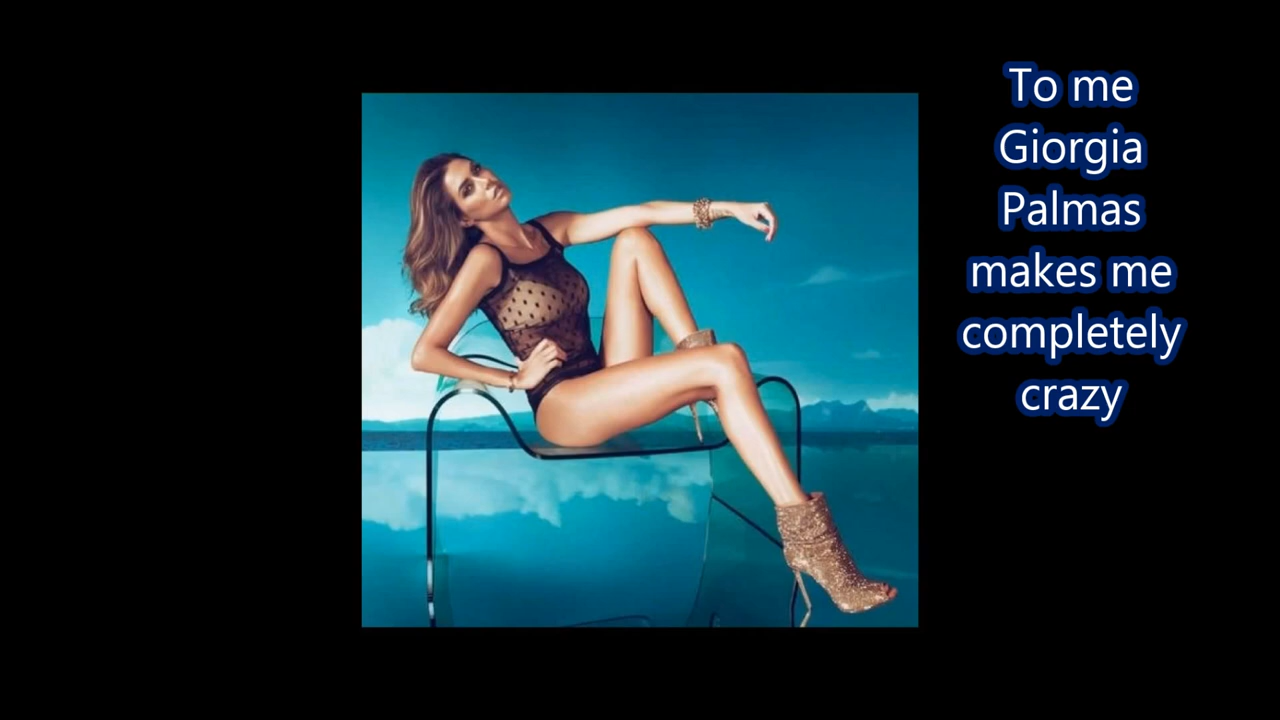 To me
Giorgia
Palmas
makes me
completely
crazy